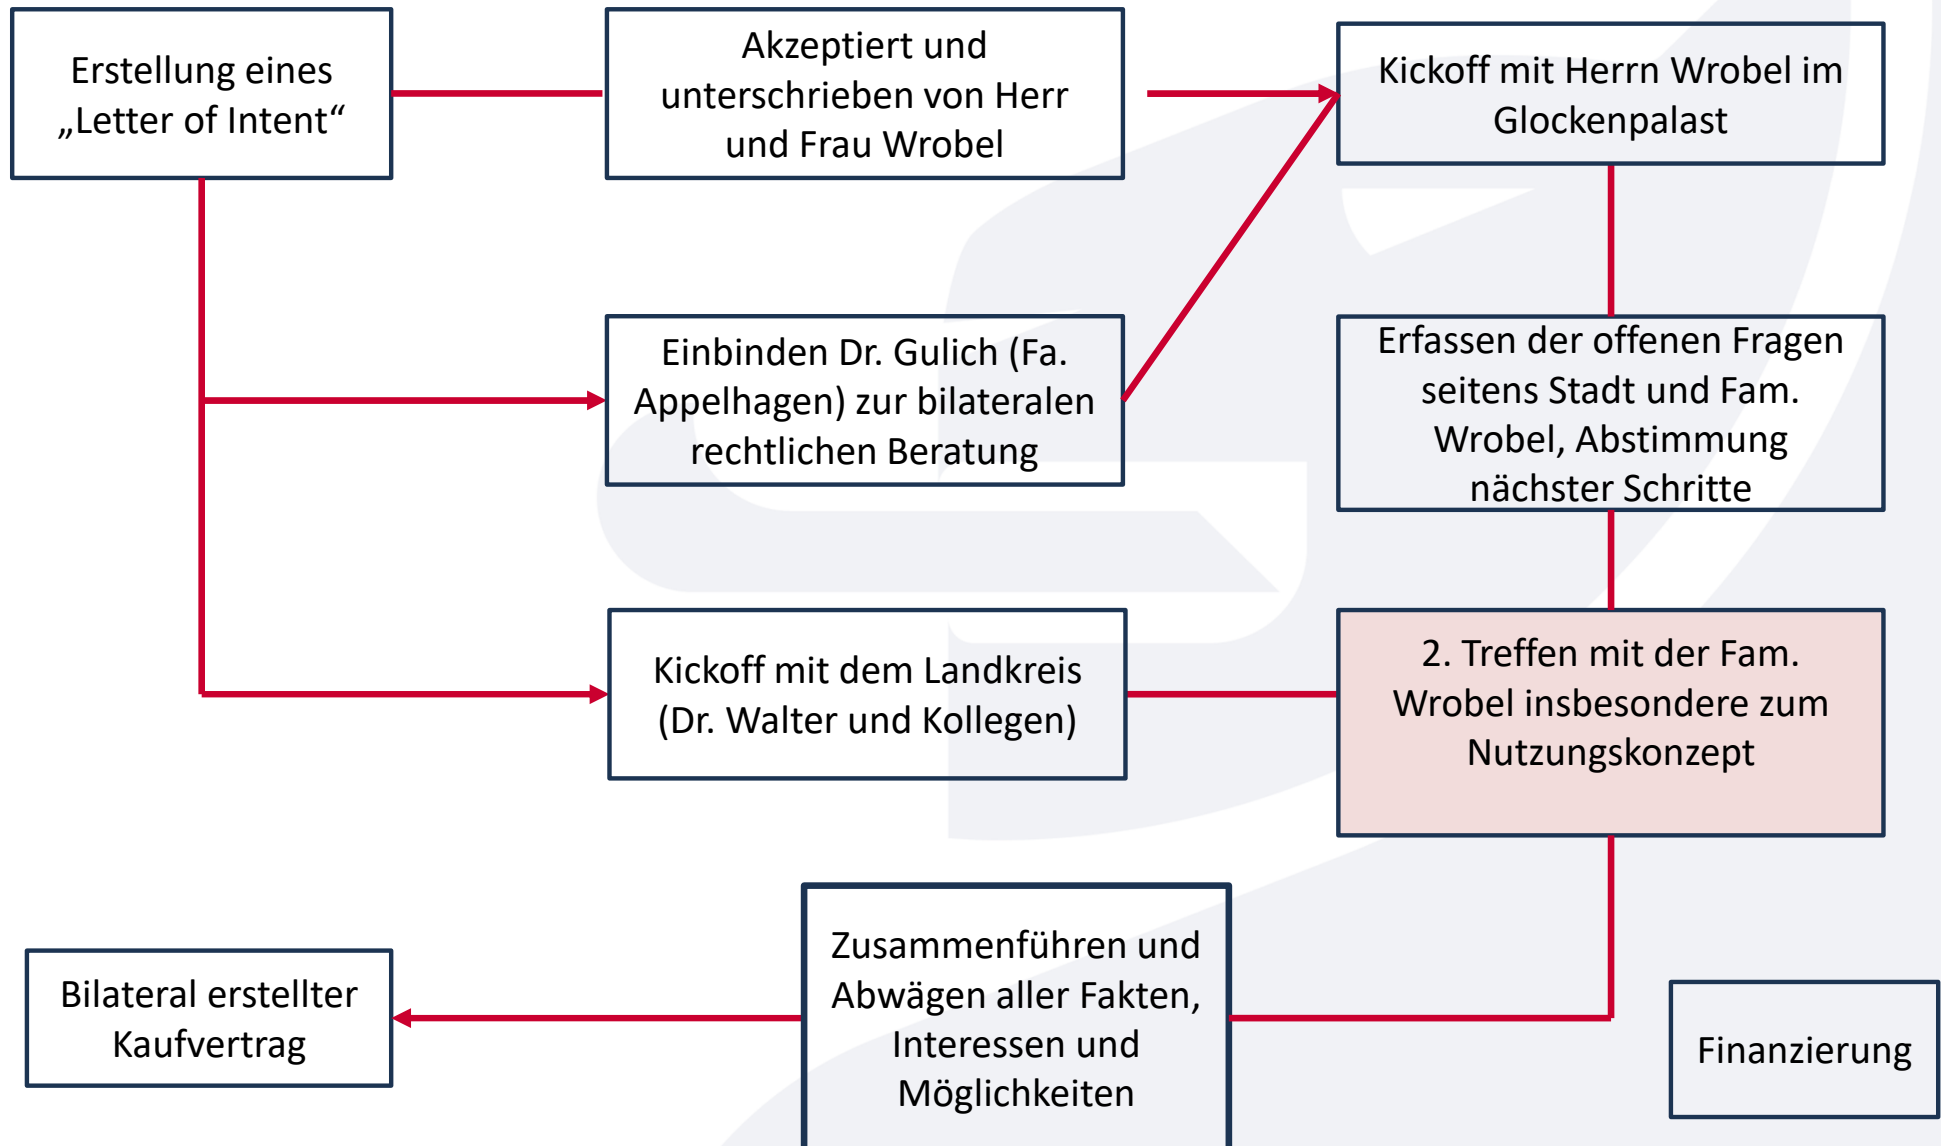 Erstellung eines
„Letter of Intent“
Akzeptiert und
unterschrieben von Herr
und Frau Wrobel
Kickoff mit Herrn Wrobel im
Glockenpalast
Einbinden Dr. Gulich (Fa.
Appelhagen) zur bilateralen
rechtlichen Beratung
Erfassen der offenen Fragen
seitens Stadt und Fam.
Wrobel, Abstimmung
nächster Schritte
Kickoff mit dem Landkreis
(Dr. Walter und Kollegen)
2. Treffen mit der Fam.
Wrobel insbesondere zum
Nutzungskonzept
Bilateral erstellter
Kaufvertrag
Zusammenführen und
Abwägen aller Fakten,
Interessen und
Möglichkeiten
Finanzierung